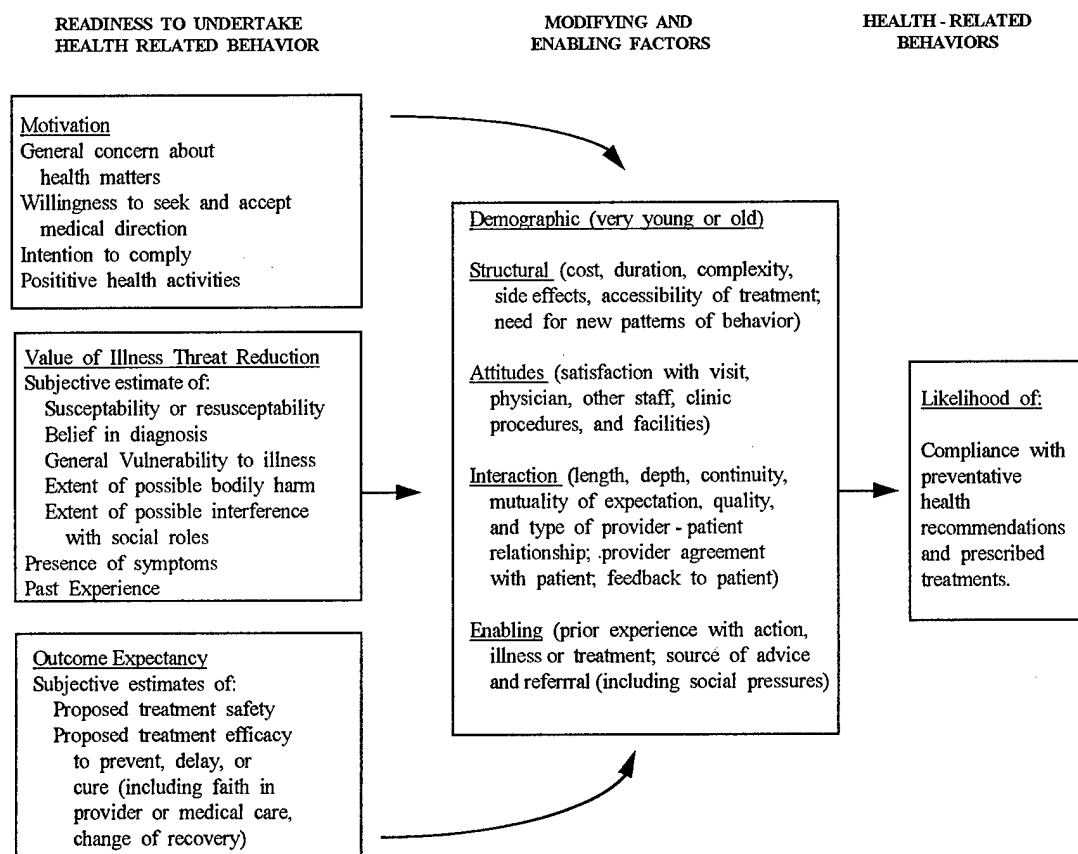 READINESS TO UNDERTAKE
HEALTH RELATED BEHAVIOR
MODIFYING AND
ENABLING FACTORS
HEALTH - RELATED
BEHAVIORS
Motivation
General concern about
health matters
Willingness to seek and accept
medical direction
Intention to comply
Posititive health activities
Value of Illness Threat Reduction
Subjective estimate of:
Susceptability or resusceptability
Belief in diagnosis
General Vulnerability to illness
Extent of possible bodily harm
Extent of possible interference
with social roles
Presence of symptoms
Past Experience
Outcome Expectancy
Subjective estimates of:
Proposed treatment safety
Proposed treatment efficacy
to prevent, delay, or
cure (including faith in
provider or medical care,
change of recovery)
Demographic (very young or old)
Structural (cost, duration, complexity,
side effects, accessibility of treatment;
need for new patterns of behavior)
Attitudes (satisfaction with visit,
physician, other staff, clinic
procedures, and facilities)
Interaction (length, depth, continuity,
mutuality of expectation, quality,
and type of provider - patient
relationship; .provider agreement
with patient; feedback to patient)
Enabling (prior experience with action,
illness or treatment; source of advice
and referrral (including social pressures)
Likelihood of:
Compliance with
preventative
health
recommendations
and prescribed
treatments.